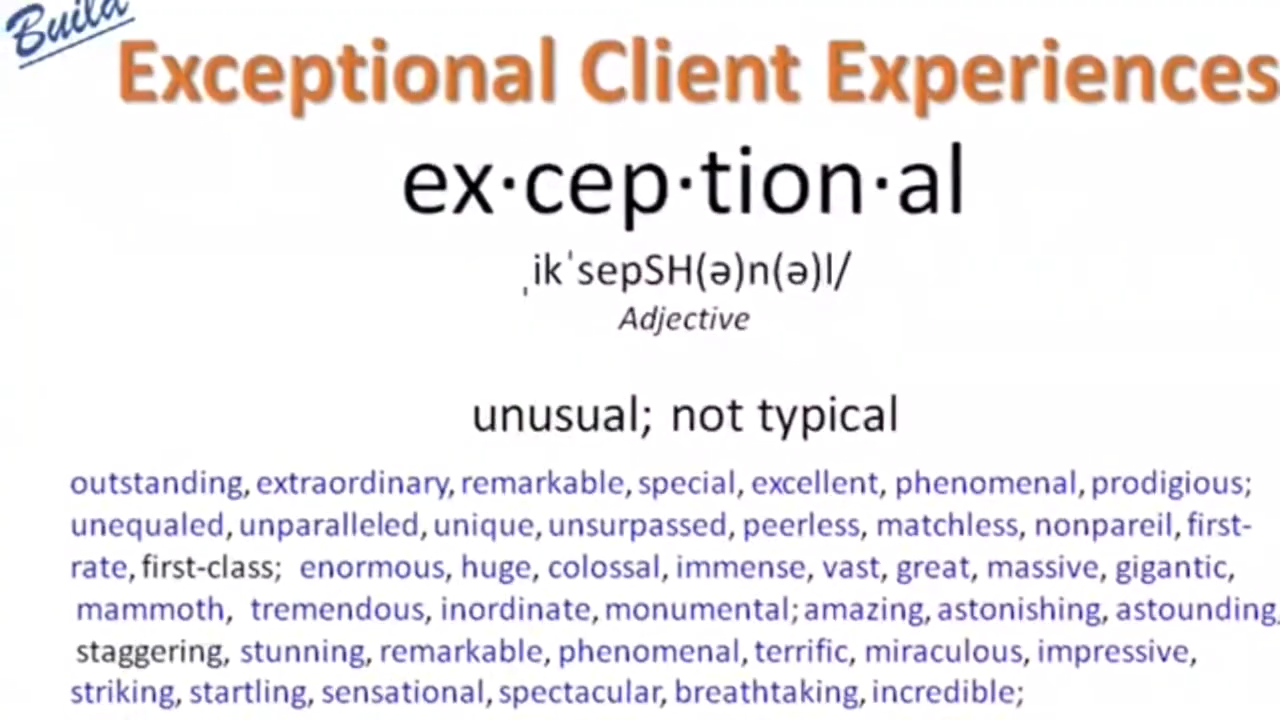 Build
Exceptional Client Experiences
ex·cep·tion·al
ˌikˈsepSH(ə)n(ə)l/
Adjective
unusual; not typical
outstanding, extraordinary, remarkable, special, excellent, phenomenal, prodigious;
unequaled, unparalleled, unique, unsurpassed, peerless, matchless, nonpareil, first-
rate, first-class; enormous, huge, colossal, immense, vast, great, massive, gigantic,
mammoth, tremendous, inordinate, monumental; amazing, astonishing, astounding,
staggering, stunning, remarkable, phenomenal, terrific, miraculous, impressive,
striking, startling, sensational, spectacular, breathtaking, incredible;